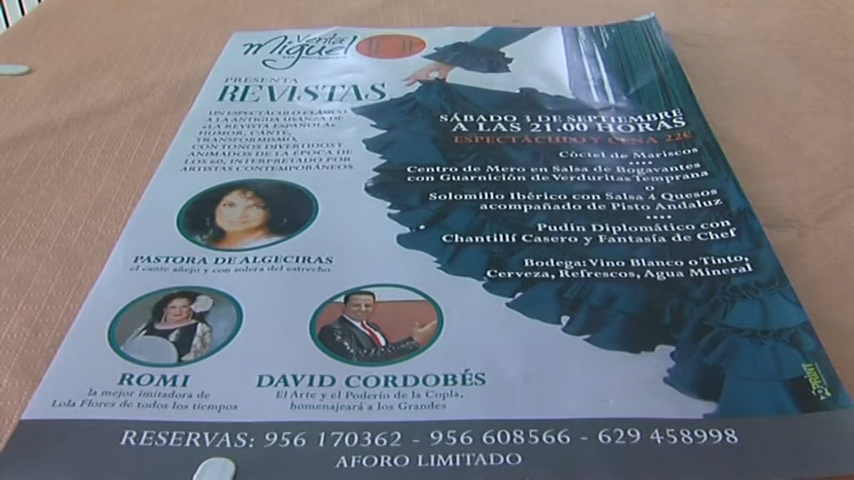 Venta
Miguel
PRESENTA
REVISTAS
UN ESPECTÁCULO CLÁSICO
A LA ANTIGUA USANZA DE
«LA REVISTA ESPAÑOLA»
HUMOR, CANTE,
TRANSFORMISMO,
CON TONOS DIVERTIDOS Y
ANIMADOS DE LA ÉPOCA DE
LOS 60, INTERPRETADO POR
ARTISTAS CONTEMPORÁNEOS
SÁBADO 3 DE SEPTIEMBRE
A LAS 21.00 HORAS
ESPECTÁCULO Y CENA 22€
Cóctel de Mariscos
••••
Centro de Mero en Salsa de Bogavantes
con Guarnición de Verduritas Temprana
o
Solomillo Ibérico con Salsa 4 Quesos
acompañado de Pisto Andaluz
••••
Pudin Diplomático con
Chantillí Casero y Fantasía de Chef
Bodega: Vino Blanco o Tinto,
Cerveza, Refrescos, Agua Mineral
PASTORA DE ALGECIRAS
el cante añejo y con solera del estrecho
ROMI
la mejor imitadora de
Lola Flores de todos los tiempos
DAVID CORDOBÉS
El Arte y el Poderío de la Copla,
homenajeará a los Grandes
RESERVAS: 956 170362 - 956 608566 - 629 458998
AFORO LIMITADO